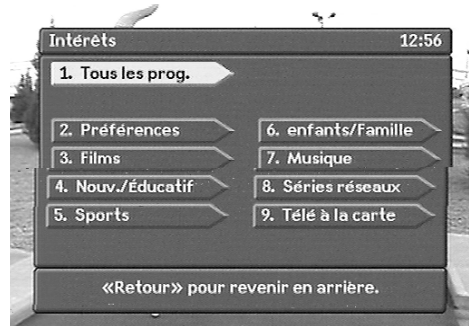 Intérêts 12:56
1. Tous les prog.
2. Préférences
3. Films
4. Nouv./Éducatif
5. Sports
6. enfants/Famille
7. Musique
8. Séries réseaux
9. Télé à la carte
«Retour» pour revenir en arrière.